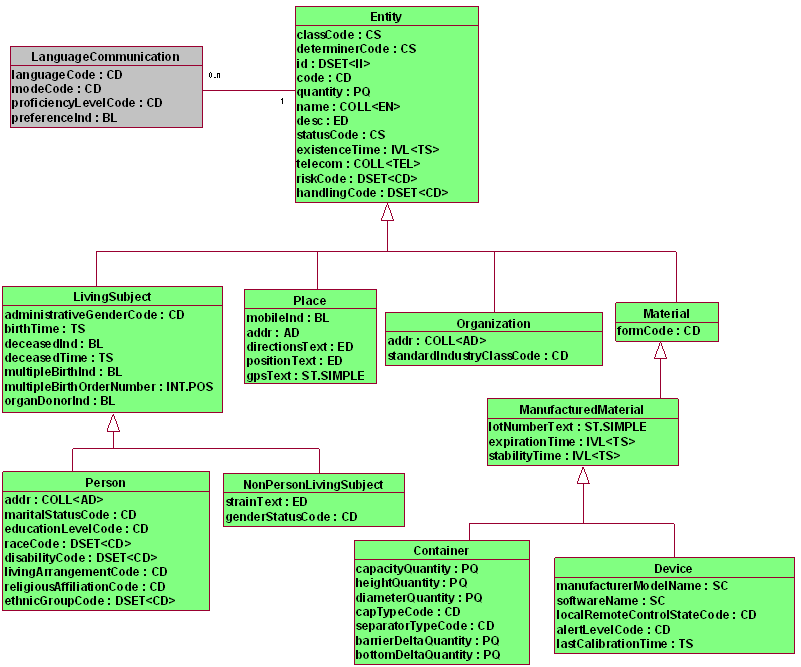 Entity
classCode : CS
determinerCode : CS
id : DSET<II>
code : CD
quantity : PQ
name : COLL<EN>
desc : ED
statusCode : CS
existenceTime : IVL<TS>
telecom : COLL<TEL>
riskCode : DSET<CD>
handlingCode : DSET<CD>
LanguageCommunication
languageCode : CD
modeCode : CD
proficiencyLevelCode : CD
preferenceInd : BL
0..n
1
LivingSubject
administrativeGenderCode : CD
birthTime : TS
deceasedInd : BL
deceasedTime : TS
multipleBirthInd : BL
multipleBirthOrderNumber : INT.POS
organDonorInd : BL
Place
mobileInd : BL
addr : AD
directionsText : ED
positionText : ED
gpsText : ST.SIMPLE
Organization
addr : COLL<AD>
standardIndustryClassCode : CD
Material
formCode : CD
ManufacturedMaterial
lotNumberText : ST.SIMPLE
expirationTime : IVL<TS>
stabilityTime : IVL<TS>
Person
addr : COLL<AD>
maritalStatusCode : CD
educationLevelCode : CD
raceCode : DSET<CD>
disabilityCode : DSET<CD>
livingArrangementCode : CD
religiousAffiliationCode : CD
ethnicGroupCode : DSET<CD>
NonPersonLivingSubject
strainText : ED
genderStatusCode : CD
Container
capacityQuantity : PQ
heightQuantity : PQ
diameterQuantity : PQ
capTypeCode : CD
separatorTypeCode : CD
barrierDeltaQuantity : PQ
bottomDeltaQuantity : PQ
Device
manufacturerModelName : SC
softwareName : SC
localRemoteControlStateCode : CD
alertLevelCode : CD
lastCalibrationTime : TS